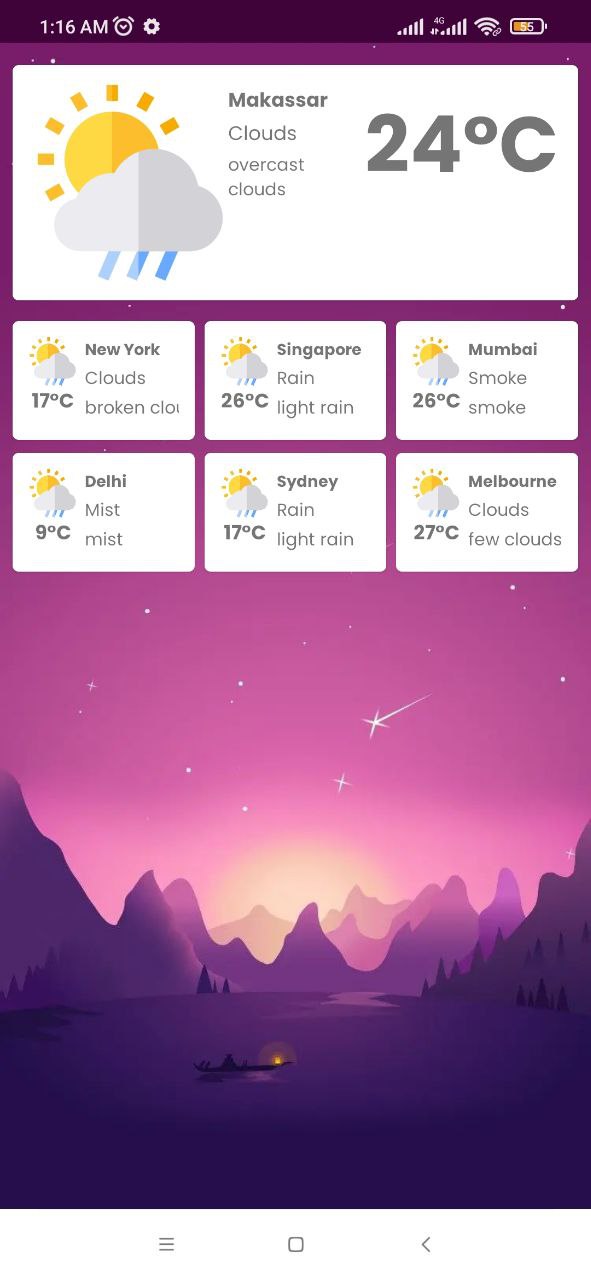 1:16 AM 4G 55
Makassar
Clouds
overcast
clouds
24°C
New York
Clouds
17°C broken clou
Singapore
Rain
26°C light rain
Mumbai
Smoke
26°C smoke
Delhi
Mist
9°C mist
Sydney
Rain
17°C light rain
Melbourne
Clouds
27°C few clouds